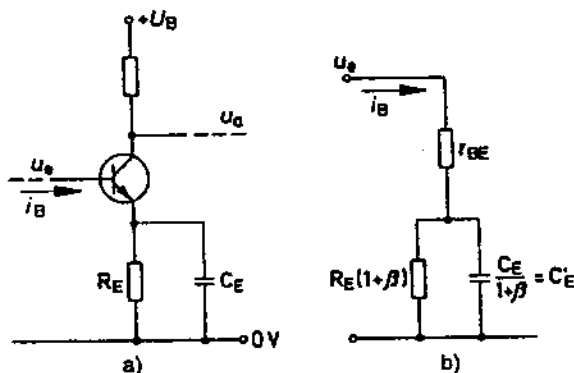 +U_B
u_a
u_e
i_B
R_E
C_E
0V
a)
u_e
i_B
r_BE
R_E(1+β)
C_E/(1+β) = C'_E
b)